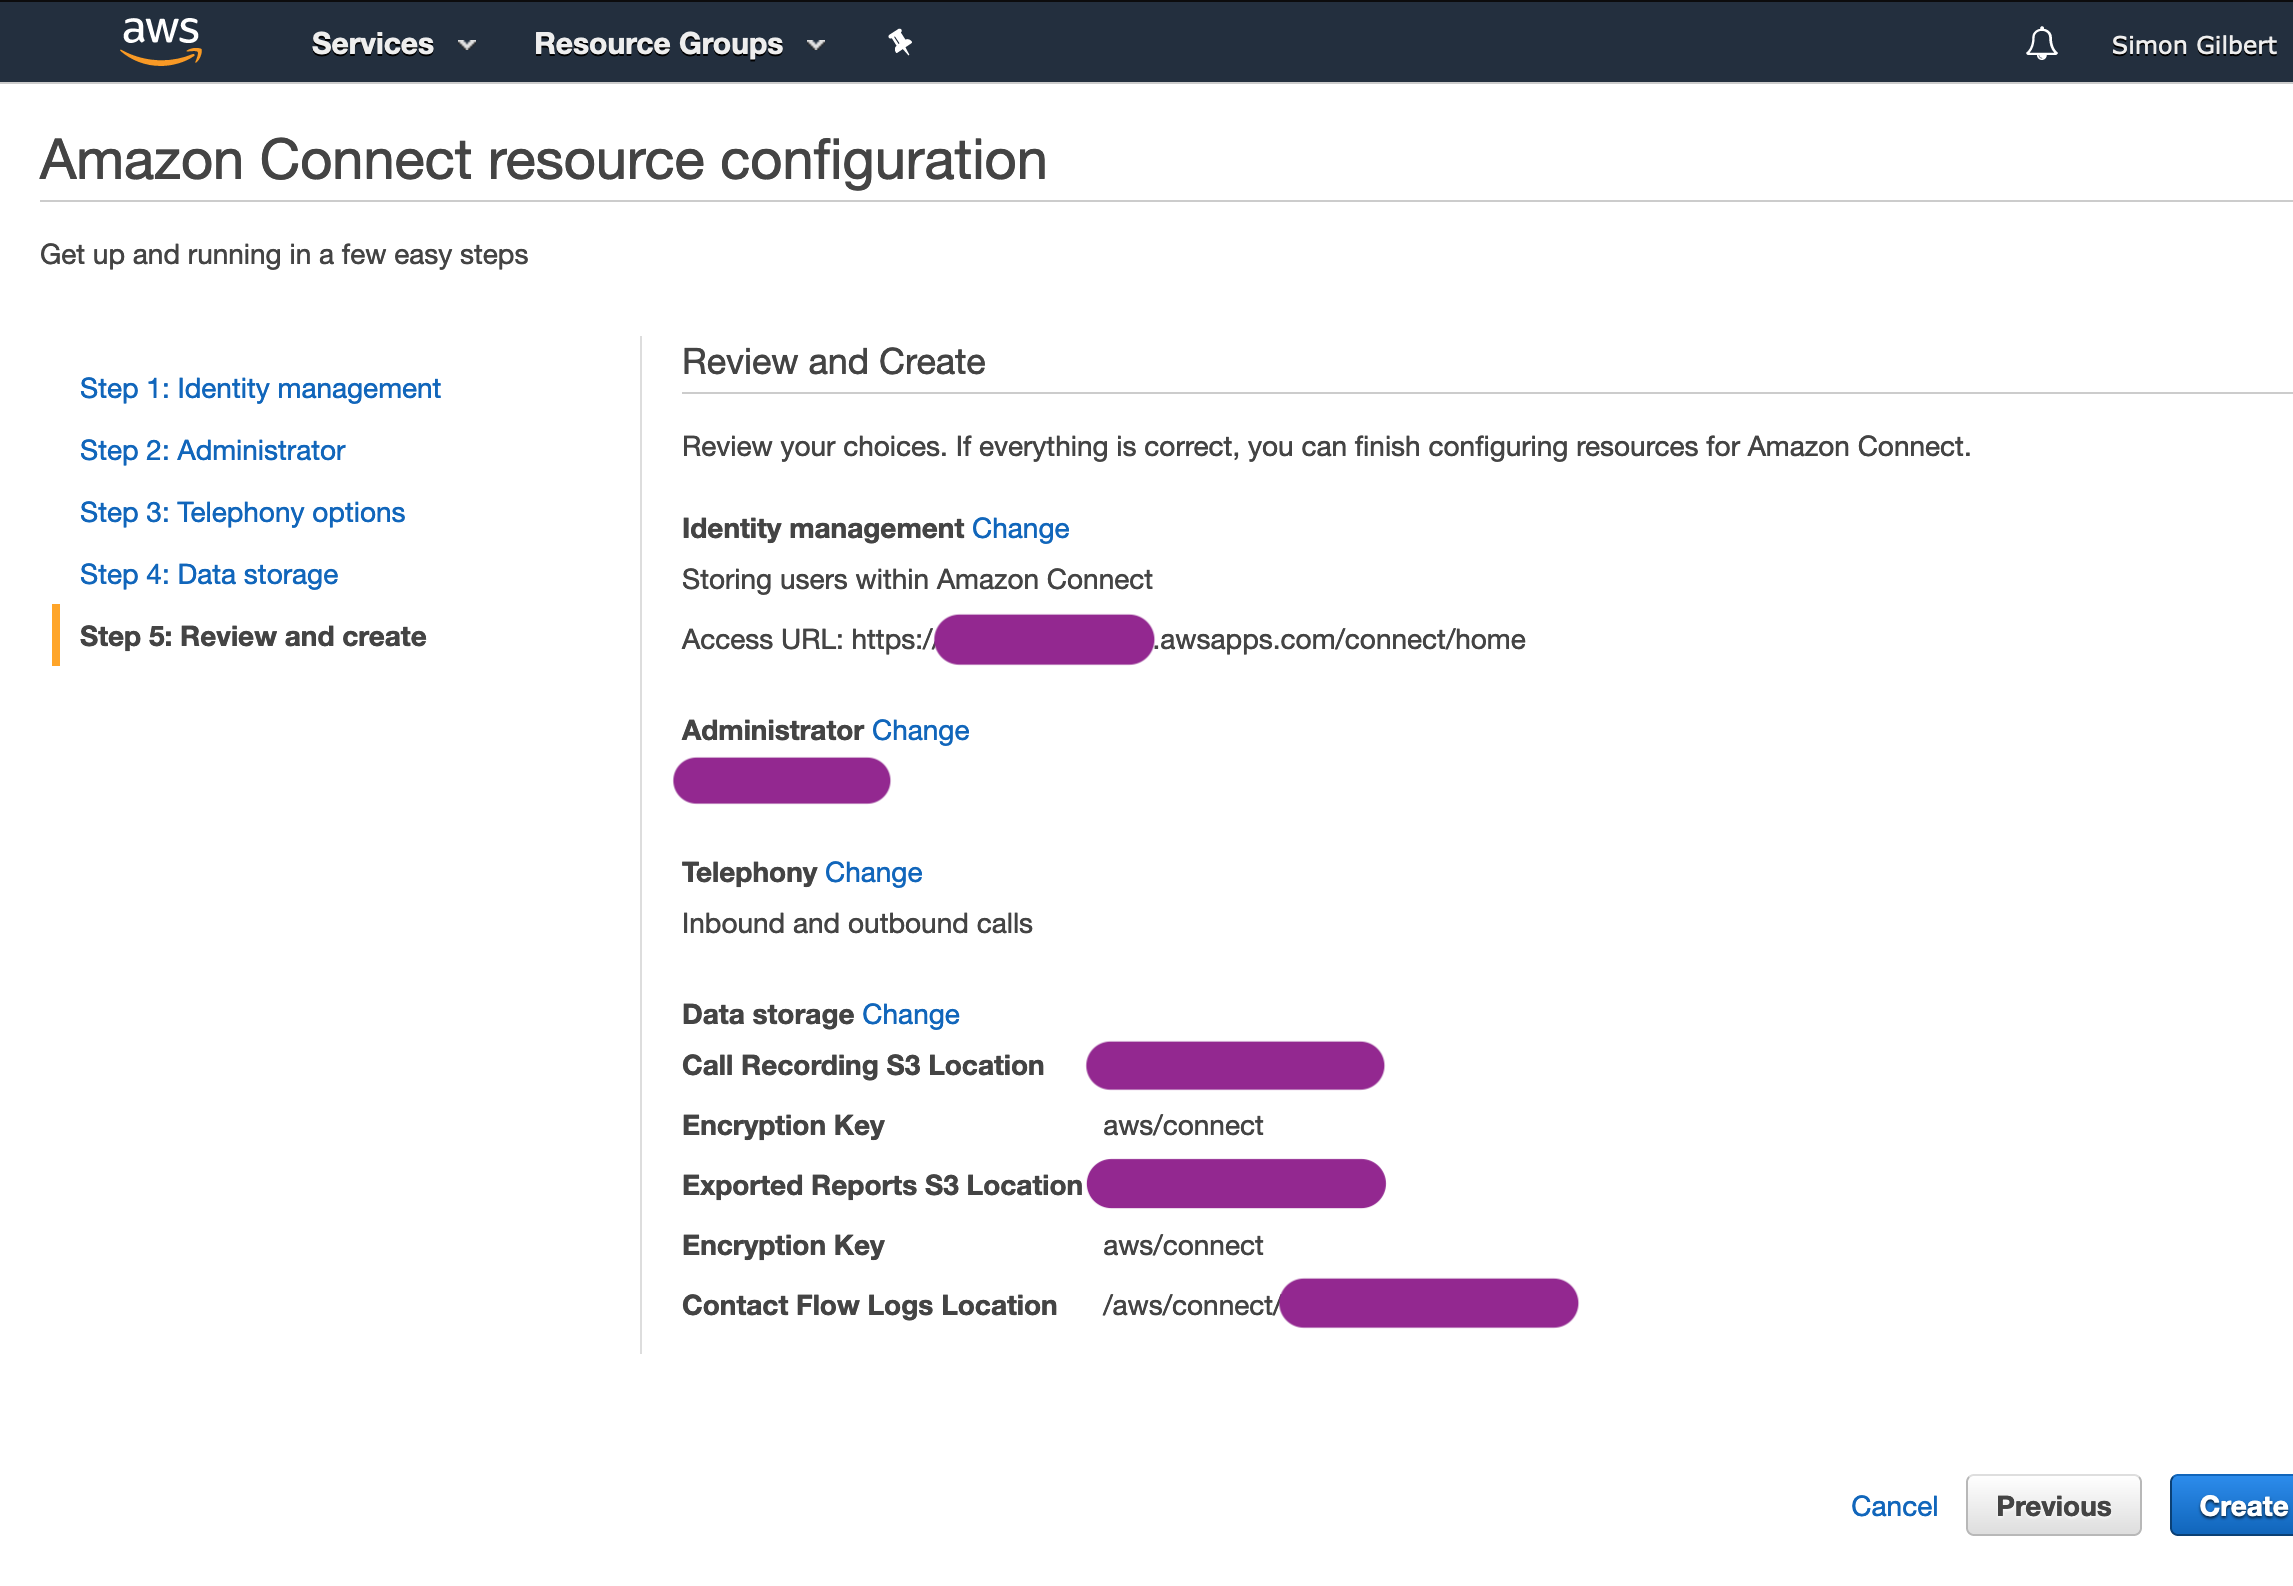 aws Services Resource Groups Simon Gilbert
Amazon Connect resource configuration
Get up and running in a few easy steps
Step 1: Identity management
Step 2: Administrator
Step 3: Telephony options
Step 4: Data storage
Step 5: Review and create
Review and Create
Review your choices. If everything is correct, you can finish configuring resources for Amazon Connect.
Identity management Change
Storing users within Amazon Connect
Access URL: https:// .awsapps.com/connect/home
Administrator Change
Telephony Change
Inbound and outbound calls
Data storage Change
Call Recording S3 Location
Encryption Key aws/connect
Exported Reports S3 Location
Encryption Key aws/connect
Contact Flow Logs Location /aws/connect/
Cancel Previous Create